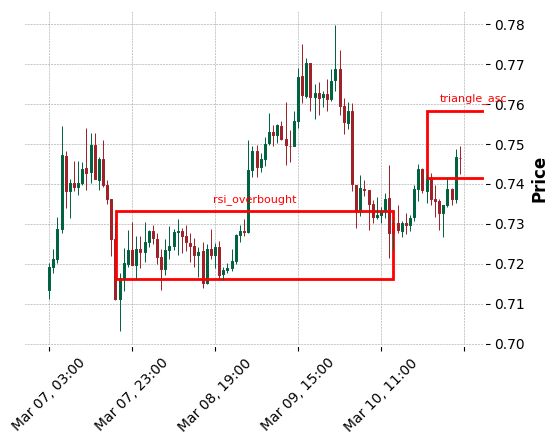 0.78
0.77
triangle_asc
0.76
0.75
0.74
rsi_overbought
0.73
0.72
0.71
0.70
Price
Mar 07, 03:00
Mar 07, 23:00
Mar 08, 19:00
Mar 09, 15:00
Mar 10, 11:00